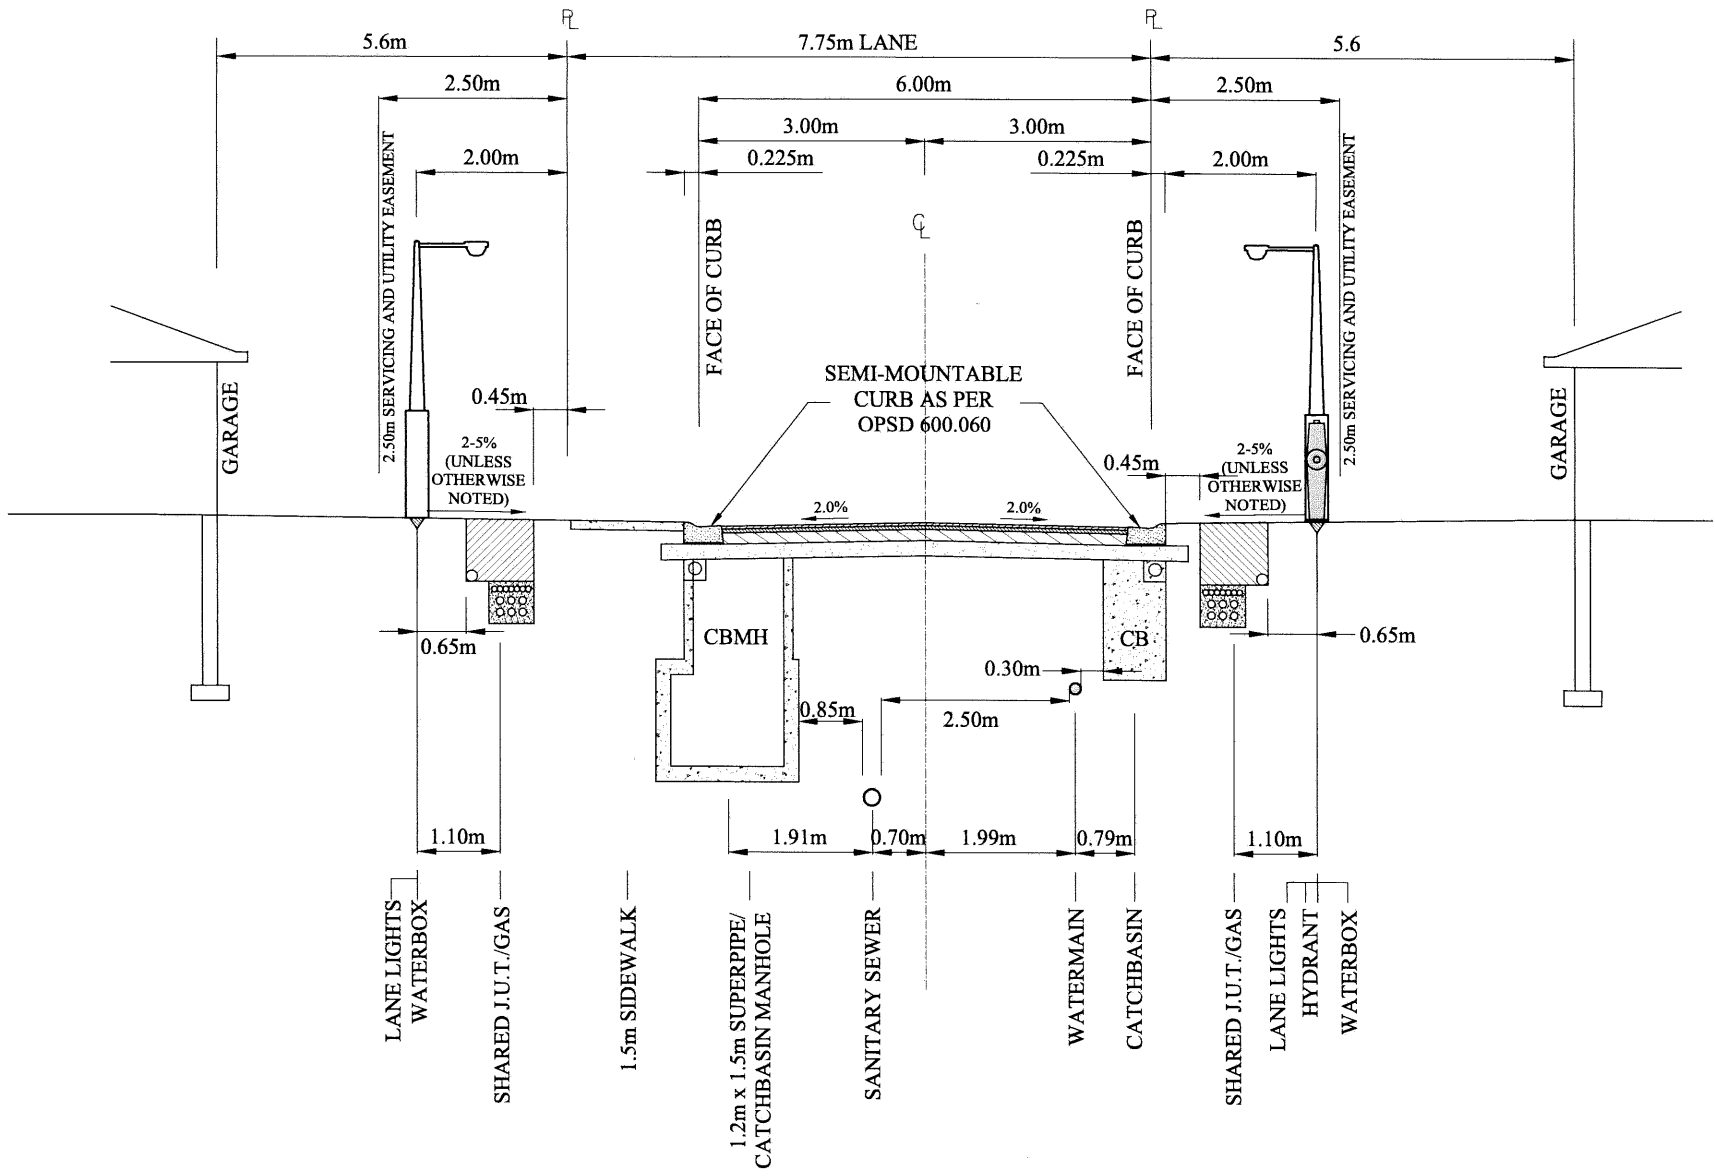 PL
PL
5.6m
7.75m LANE
5.6
2.50m
6.00m
2.50m
3.00m
3.00m
2.00m
0.225m
0.225m
2.00m
2.50m SERVICING AND UTILITY EASEMENT
FACE OF CURB
CL
FACE OF CURB
2.50m SERVICING AND UTILITY EASEMENT
GARAGE
GARAGE
SEMI-MOUNTABLE
CURB AS PER
OPSD 600.060
0.45m
2-5%
(UNLESS
OTHERWISE
NOTED)
0.45m
2-5%
(UNLESS
OTHERWISE
NOTED)
2.0%
2.0%
CBMH
CB
0.65m
0.65m
0.30m
0.85m
2.50m
1.10m
1.91m
0.70m
1.99m
0.79m
1.10m
LANE LIGHTS
WATERBOX
SHARED J.U.T./GAS
1.5m SIDEWALK
1.2m x 1.5m SUPERPIPE/
CATCHBASIN MANHOLE
SANITARY SEWER
WATERMAIN
CATCHBASIN
SHARED J.U.T./GAS
LANE LIGHTS
HYDRANT
WATERBOX